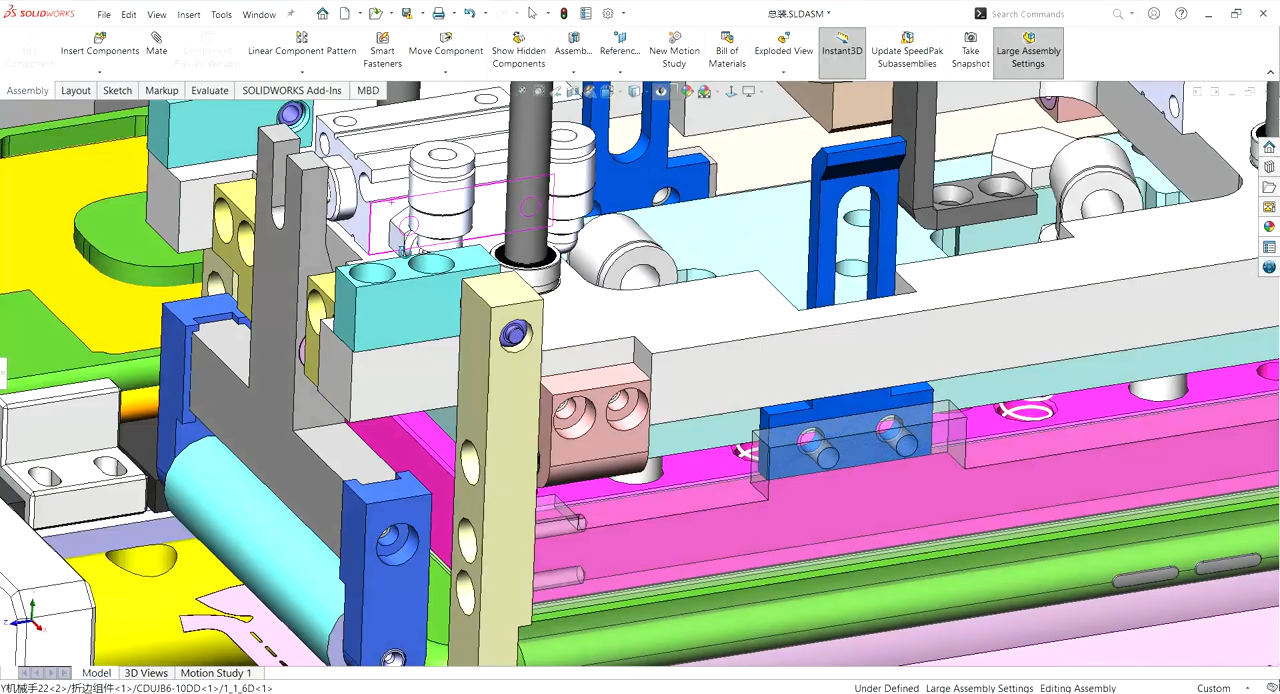 SOLIDWORKS File Edit View Insert Tools Window 总装.SLDASM * Search Commands
Insert Components Mate Linear Component Pattern Smart Fasteners Move Component Show Hidden Components Assemb... Referenc... New Motion Study Bill of Materials Exploded View Instant3D Update SpeedPak Subassemblies Take Snapshot Large Assembly Settings
Assembly Layout Sketch Markup Evaluate SOLIDWORKS Add-Ins MBD
Z
X
Model 3D Views Motion Study 1
Y机械手22<2>/折边组件<1>/CDUJB6-10DD<1>/1_1_6D<1> Under Defined Large Assembly Settings Editing Assembly Custom